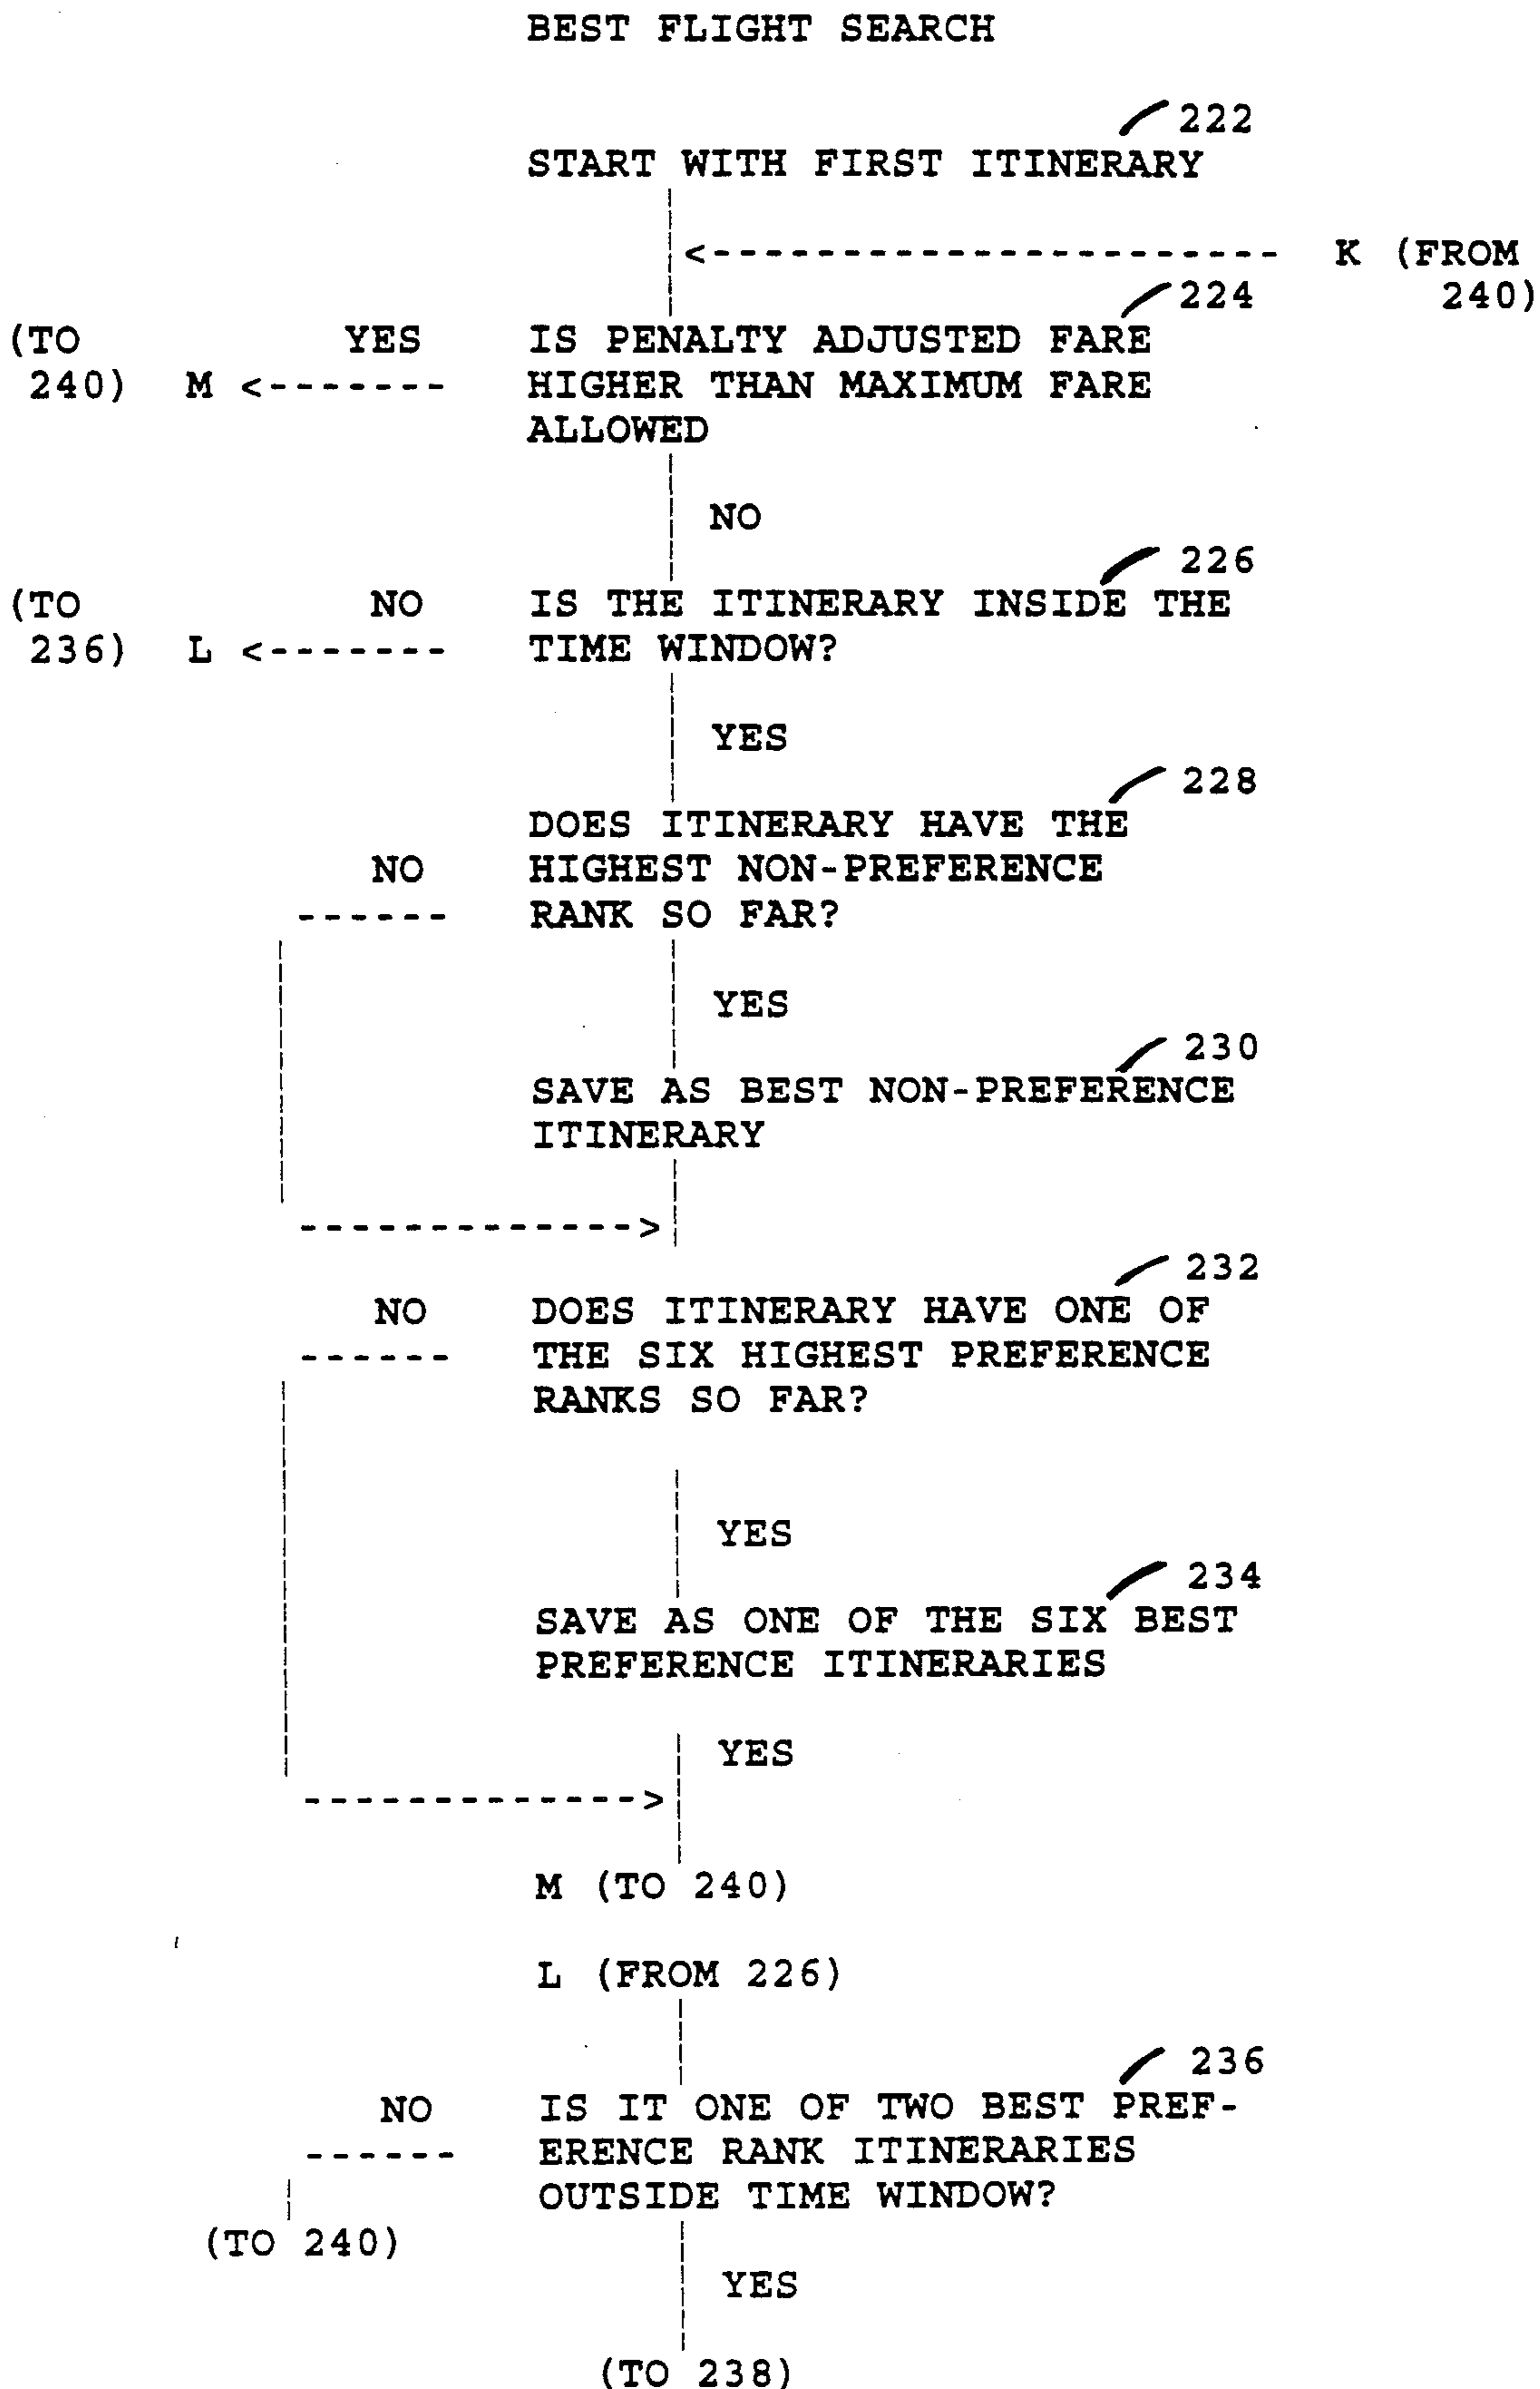 BEST FLIGHT SEARCH
222
START WITH FIRST ITINERARY
K (FROM
240)
224
(TO YES IS PENALTY ADJUSTED FARE
240) M <------- HIGHER THAN MAXIMUM FARE
ALLOWED
NO
226
(TO NO IS THE ITINERARY INSIDE THE
236) L <------- TIME WINDOW?
YES
228
DOES ITINERARY HAVE THE
NO HIGHEST NON-PREFERENCE
RANK SO FAR?
YES
230
SAVE AS BEST NON-PREFERENCE
ITINERARY
232
NO DOES ITINERARY HAVE ONE OF
THE SIX HIGHEST PREFERENCE
RANKS SO FAR?
YES
234
SAVE AS ONE OF THE SIX BEST
PREFERENCE ITINERARIES
YES
M (TO 240)
L (FROM 226)
236
NO IS IT ONE OF TWO BEST PREF-
ERENCE RANK ITINERARIES
OUTSIDE TIME WINDOW?
(TO 240)
YES
(TO 238)